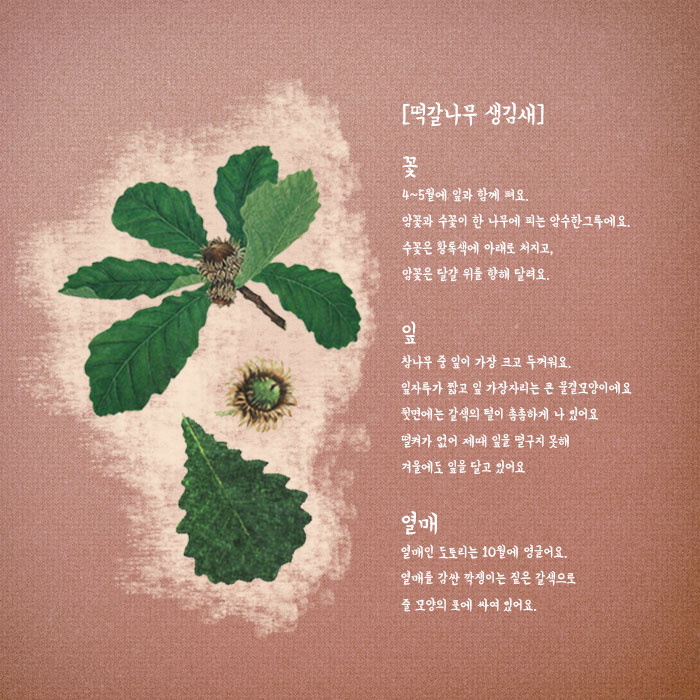 [떡갈나무 생김새]
꽃
4~5월에 잎과 함께 펴요.
암꽃과 수꽃이 한 나무에 피는 암수한그루에요.
수꽃은 황록색에 아래로 처지고,
암꽃은 달걀 위를 향해 달려요.
잎
참나무 중 잎이 가장 크고 두꺼워요.
잎자루가 짧고 잎 가장자리는 큰 물결모양이에요
뒷면에는 갈색의 털이 촘촘하게 나 있어요
떨켜가 없어 제때 잎을 떨구지 못해
겨울에도 잎을 달고 있어요
열매
열매인 도토리는 10월에 영글어요.
열매를 감싼 깍쟁이는 짙은 갈색으로
줄 모양의 포에 싸여 있어요.